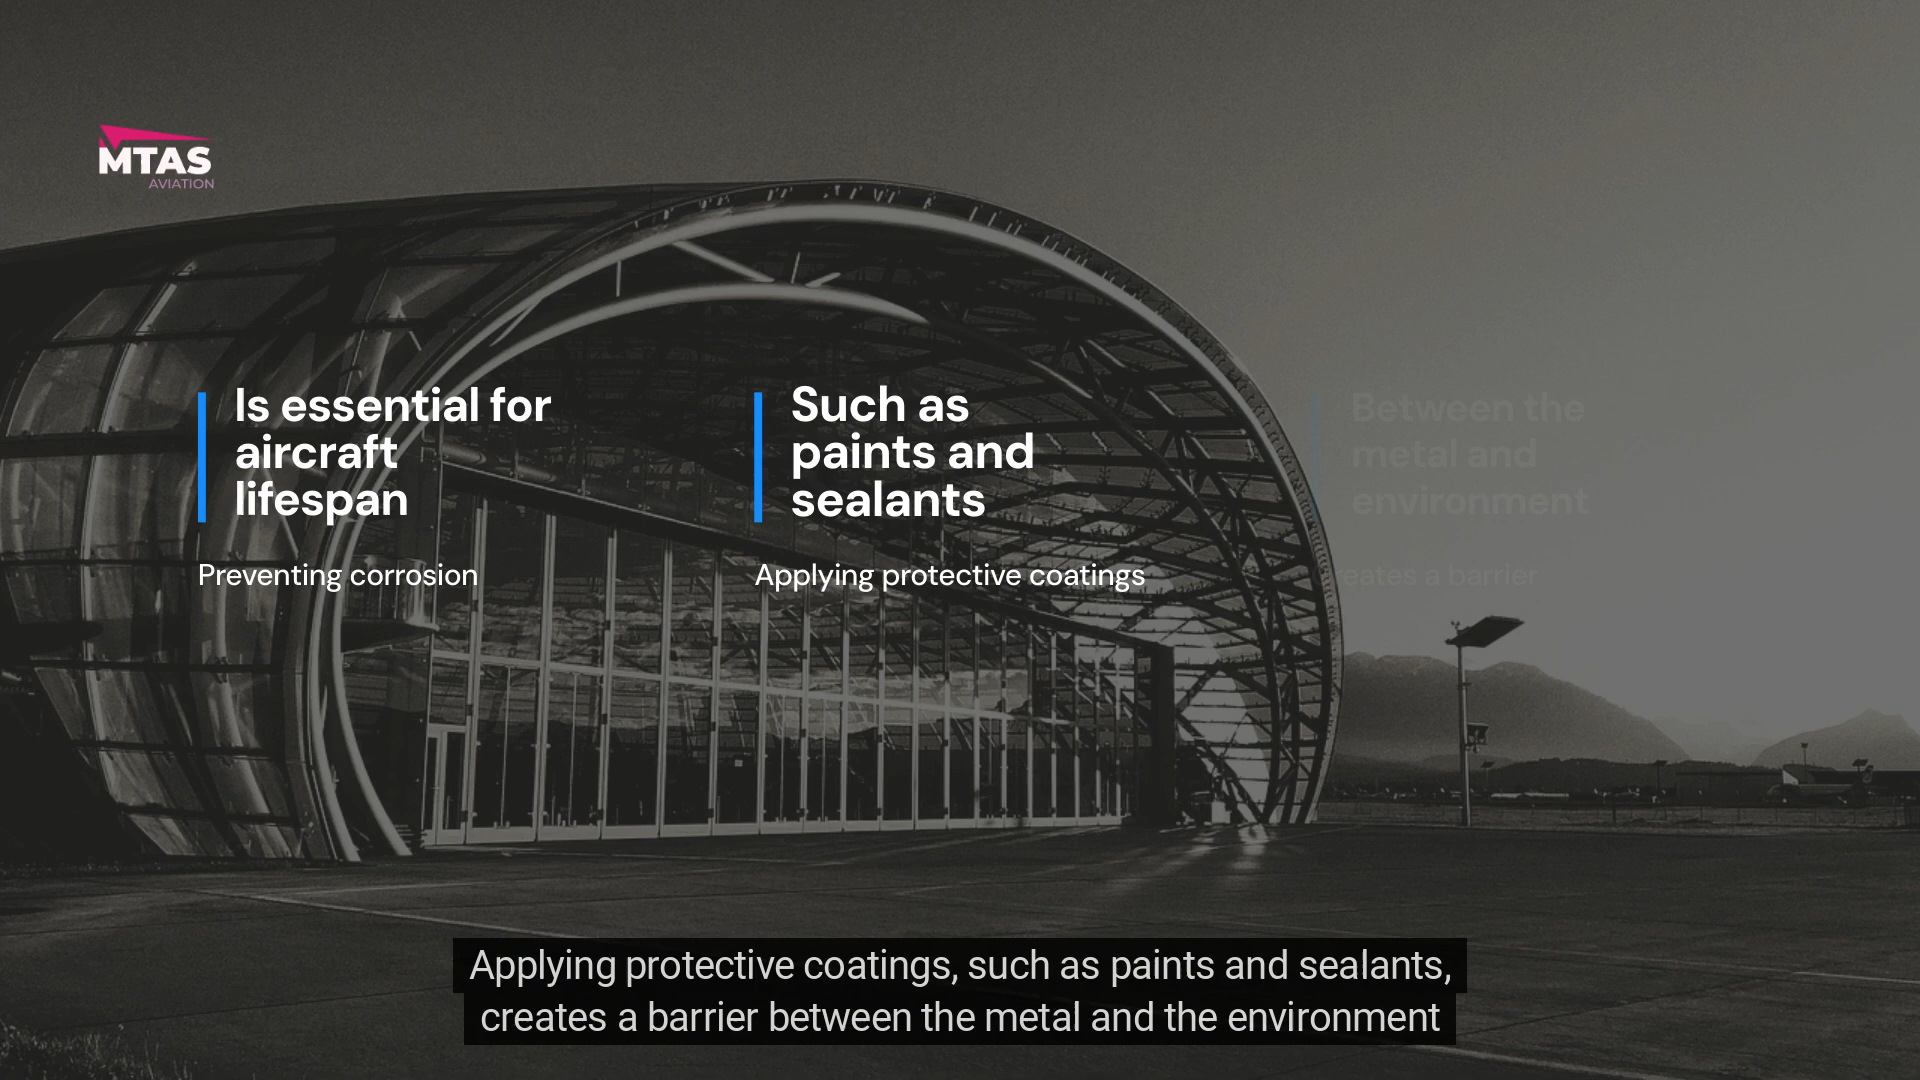 MTAS
AVIATION
Is essential for
aircraft
lifespan
Preventing corrosion
Such as
paints and
sealants
Applying protective coatings
Between the
metal and
environment
eates a barrier
Applying protective coatings, such as paints and sealants,
creates a barrier between the metal and the environment